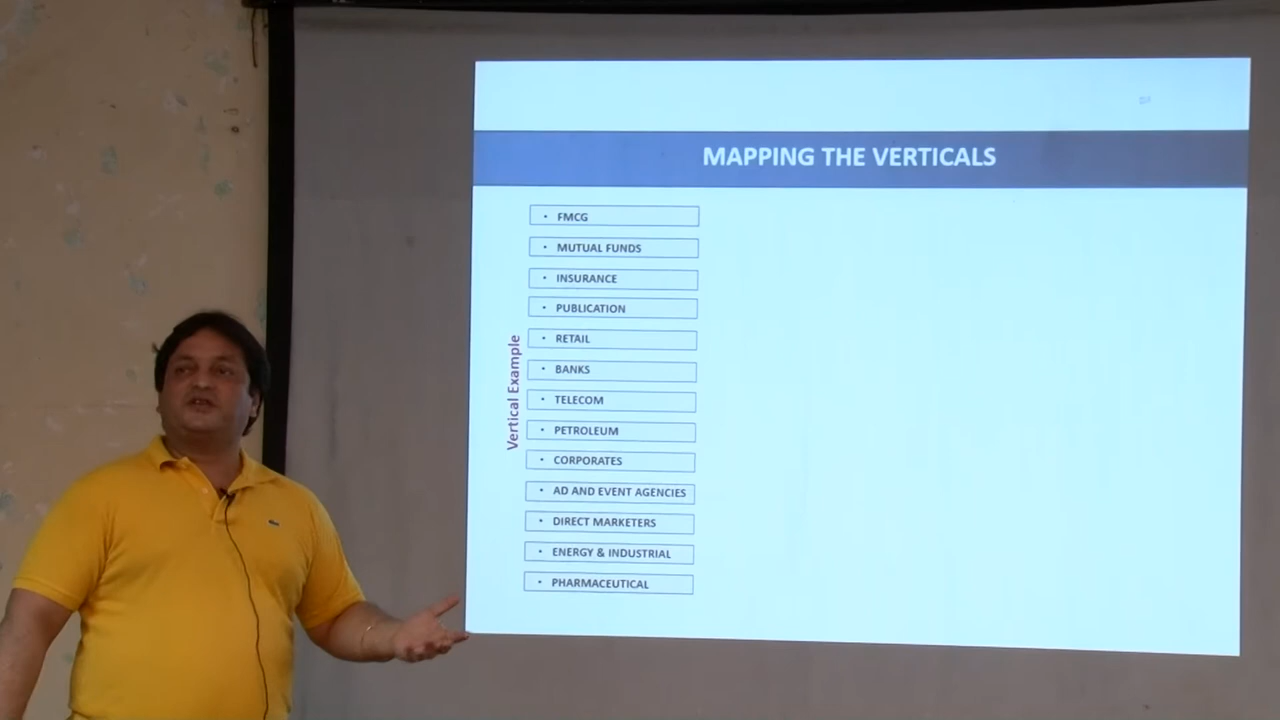 MAPPING THE VERTICALS
Vertical Example
• FMCG
• MUTUAL FUNDS
• INSURANCE
• PUBLICATION
• RETAIL
• BANKS
• TELECOM
• PETROLEUM
• CORPORATES
• AD AND EVENT AGENCIES
• DIRECT MARKETERS
• ENERGY & INDUSTRIAL
• PHARMACEUTICAL